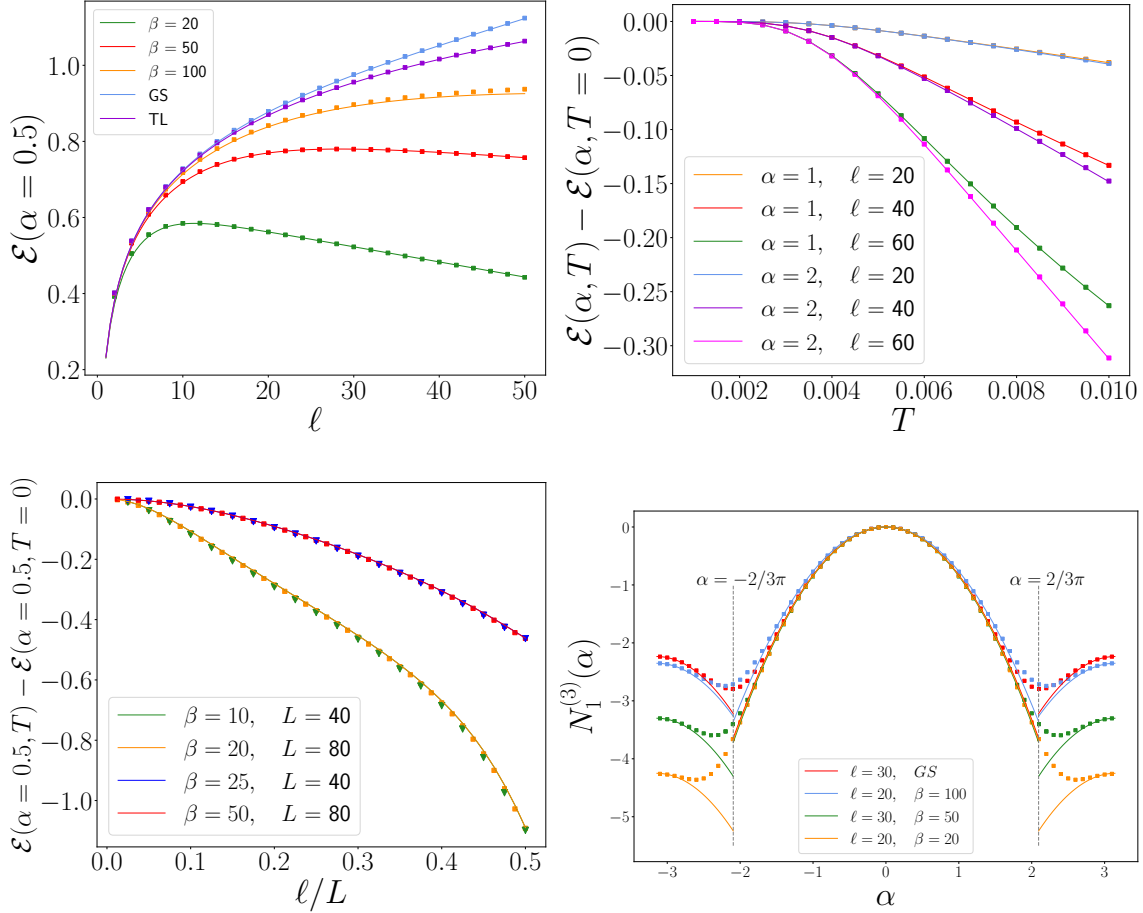 ℰ(α = 0.5)
β = 20
β = 50
β = 100
GS
TL
1.0
0.8
0.6
0.4
0.2
0 10 20 30 40 50
ℓ
ℰ(α, T) − ℰ(α, T = 0)
0.00
−0.05
−0.10
−0.15
−0.20
−0.25
−0.30
α = 1, ℓ = 20
α = 1, ℓ = 40
α = 1, ℓ = 60
α = 2, ℓ = 20
α = 2, ℓ = 40
α = 2, ℓ = 60
0.002 0.004 0.006 0.008 0.010
T
ℰ(α = 0.5, T) − ℰ(α = 0.5, T = 0)
0.0
−0.2
−0.4
−0.6
−0.8
−1.0
β = 10, L = 40
β = 20, L = 80
β = 25, L = 40
β = 50, L = 80
0.0 0.1 0.2 0.3 0.4 0.5
ℓ/L
N₁⁽³⁾(α)
0
−1
−2
−3
−4
−5
α = −2/3π
α = 2/3π
ℓ = 30, GS
ℓ = 20, β = 100
ℓ = 30, β = 50
ℓ = 20, β = 20
−3 −2 −1 0 1 2 3
α